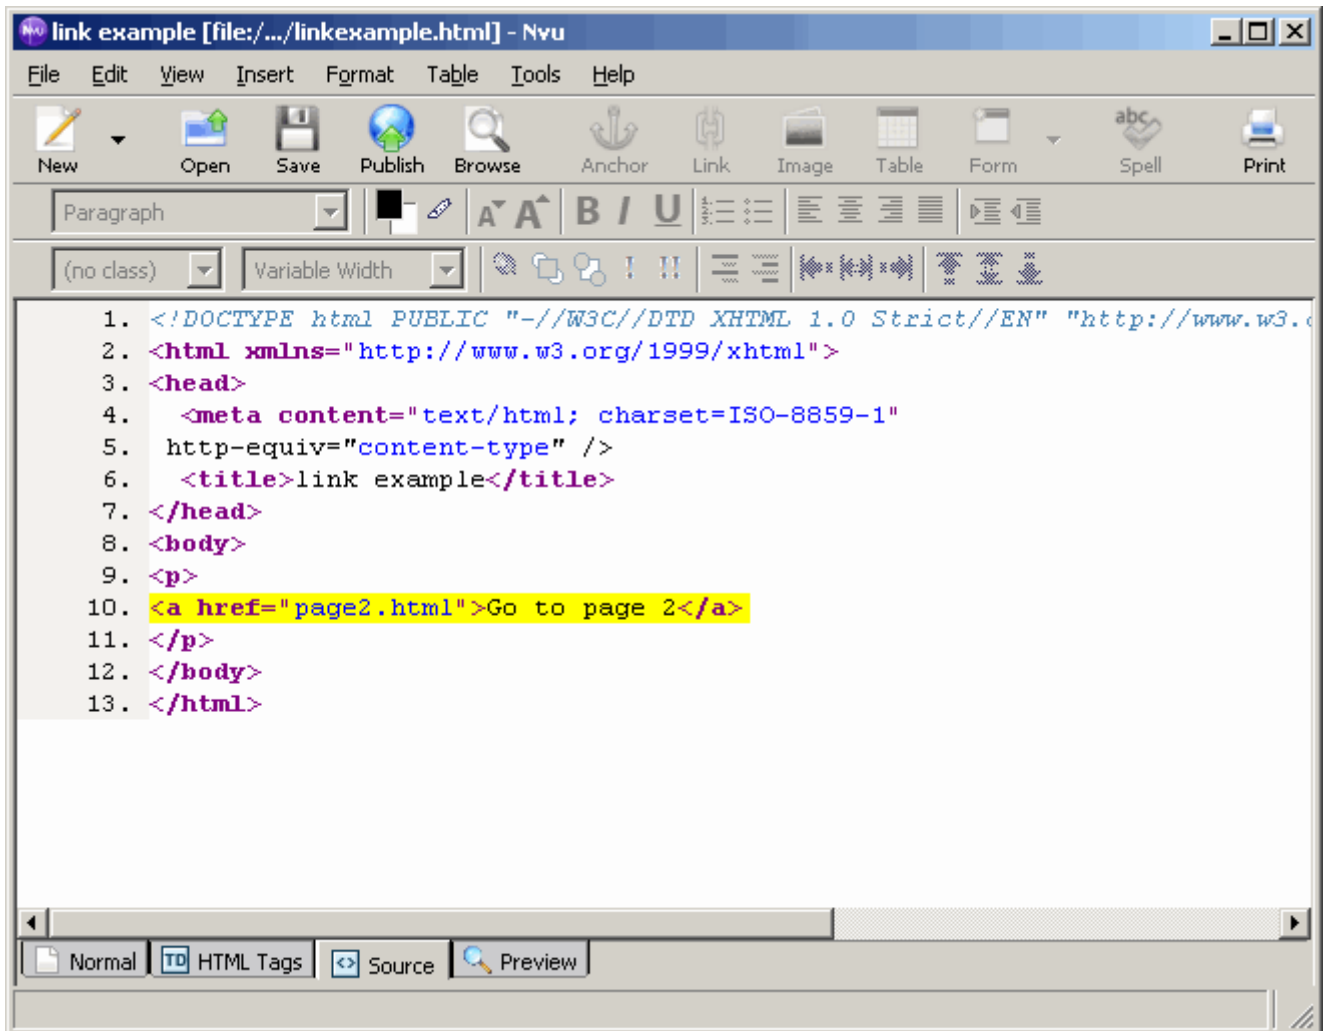 link example [file:/.../linkexample.html] - Nvu
File Edit View Insert Format Table Tools Help
abc
New Open Save Publish Browse Anchor Link Image Table Form Spell Print
Paragraph A A B I U
(no class) Variable Width ! !!
1. <!DOCTYPE html PUBLIC "-//W3C//DTD XHTML 1.0 Strict//EN" "http://www.w3.
2. <html xmlns="http://www.w3.org/1999/xhtml">
3. <head>
4. <meta content="text/html; charset=ISO-8859-1"
5. http-equiv="content-type" />
6. <title>link example</title>
7. </head>
8. <body>
9. <p>
10. <a href="page2.html">Go to page 2</a>
11. </p>
12. </body>
13. </html>
Normal TD HTML Tags <> Source Preview